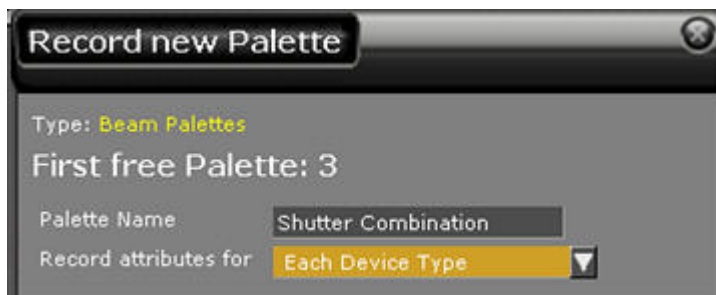 Record new Palette
Type: Beam Palettes
First free Palette: 3
Palette Name Shutter Combination
Record attributes for Each Device Type